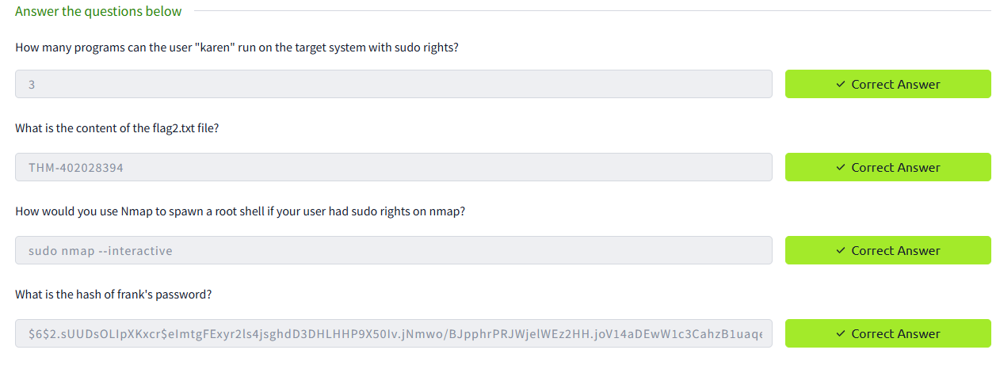 Answer the questions below
How many programs can the user "karen" run on the target system with sudo rights?
3
✓ Correct Answer
What is the content of the flag2.txt file?
THM-402028394
✓ Correct Answer
How would you use Nmap to spawn a root shell if your user had sudo rights on nmap?
sudo nmap --interactive
✓ Correct Answer
What is the hash of frank's password?
$6$2.sUUDsOLIpXKxcr$eImtgFExyr2ls4jsghdD3DHLHHP9X50Iv.jNmwo/BJpphrPRJWjelWEz2HH.joV14aDEwW1c3CahzB1uaqe
✓ Correct Answer